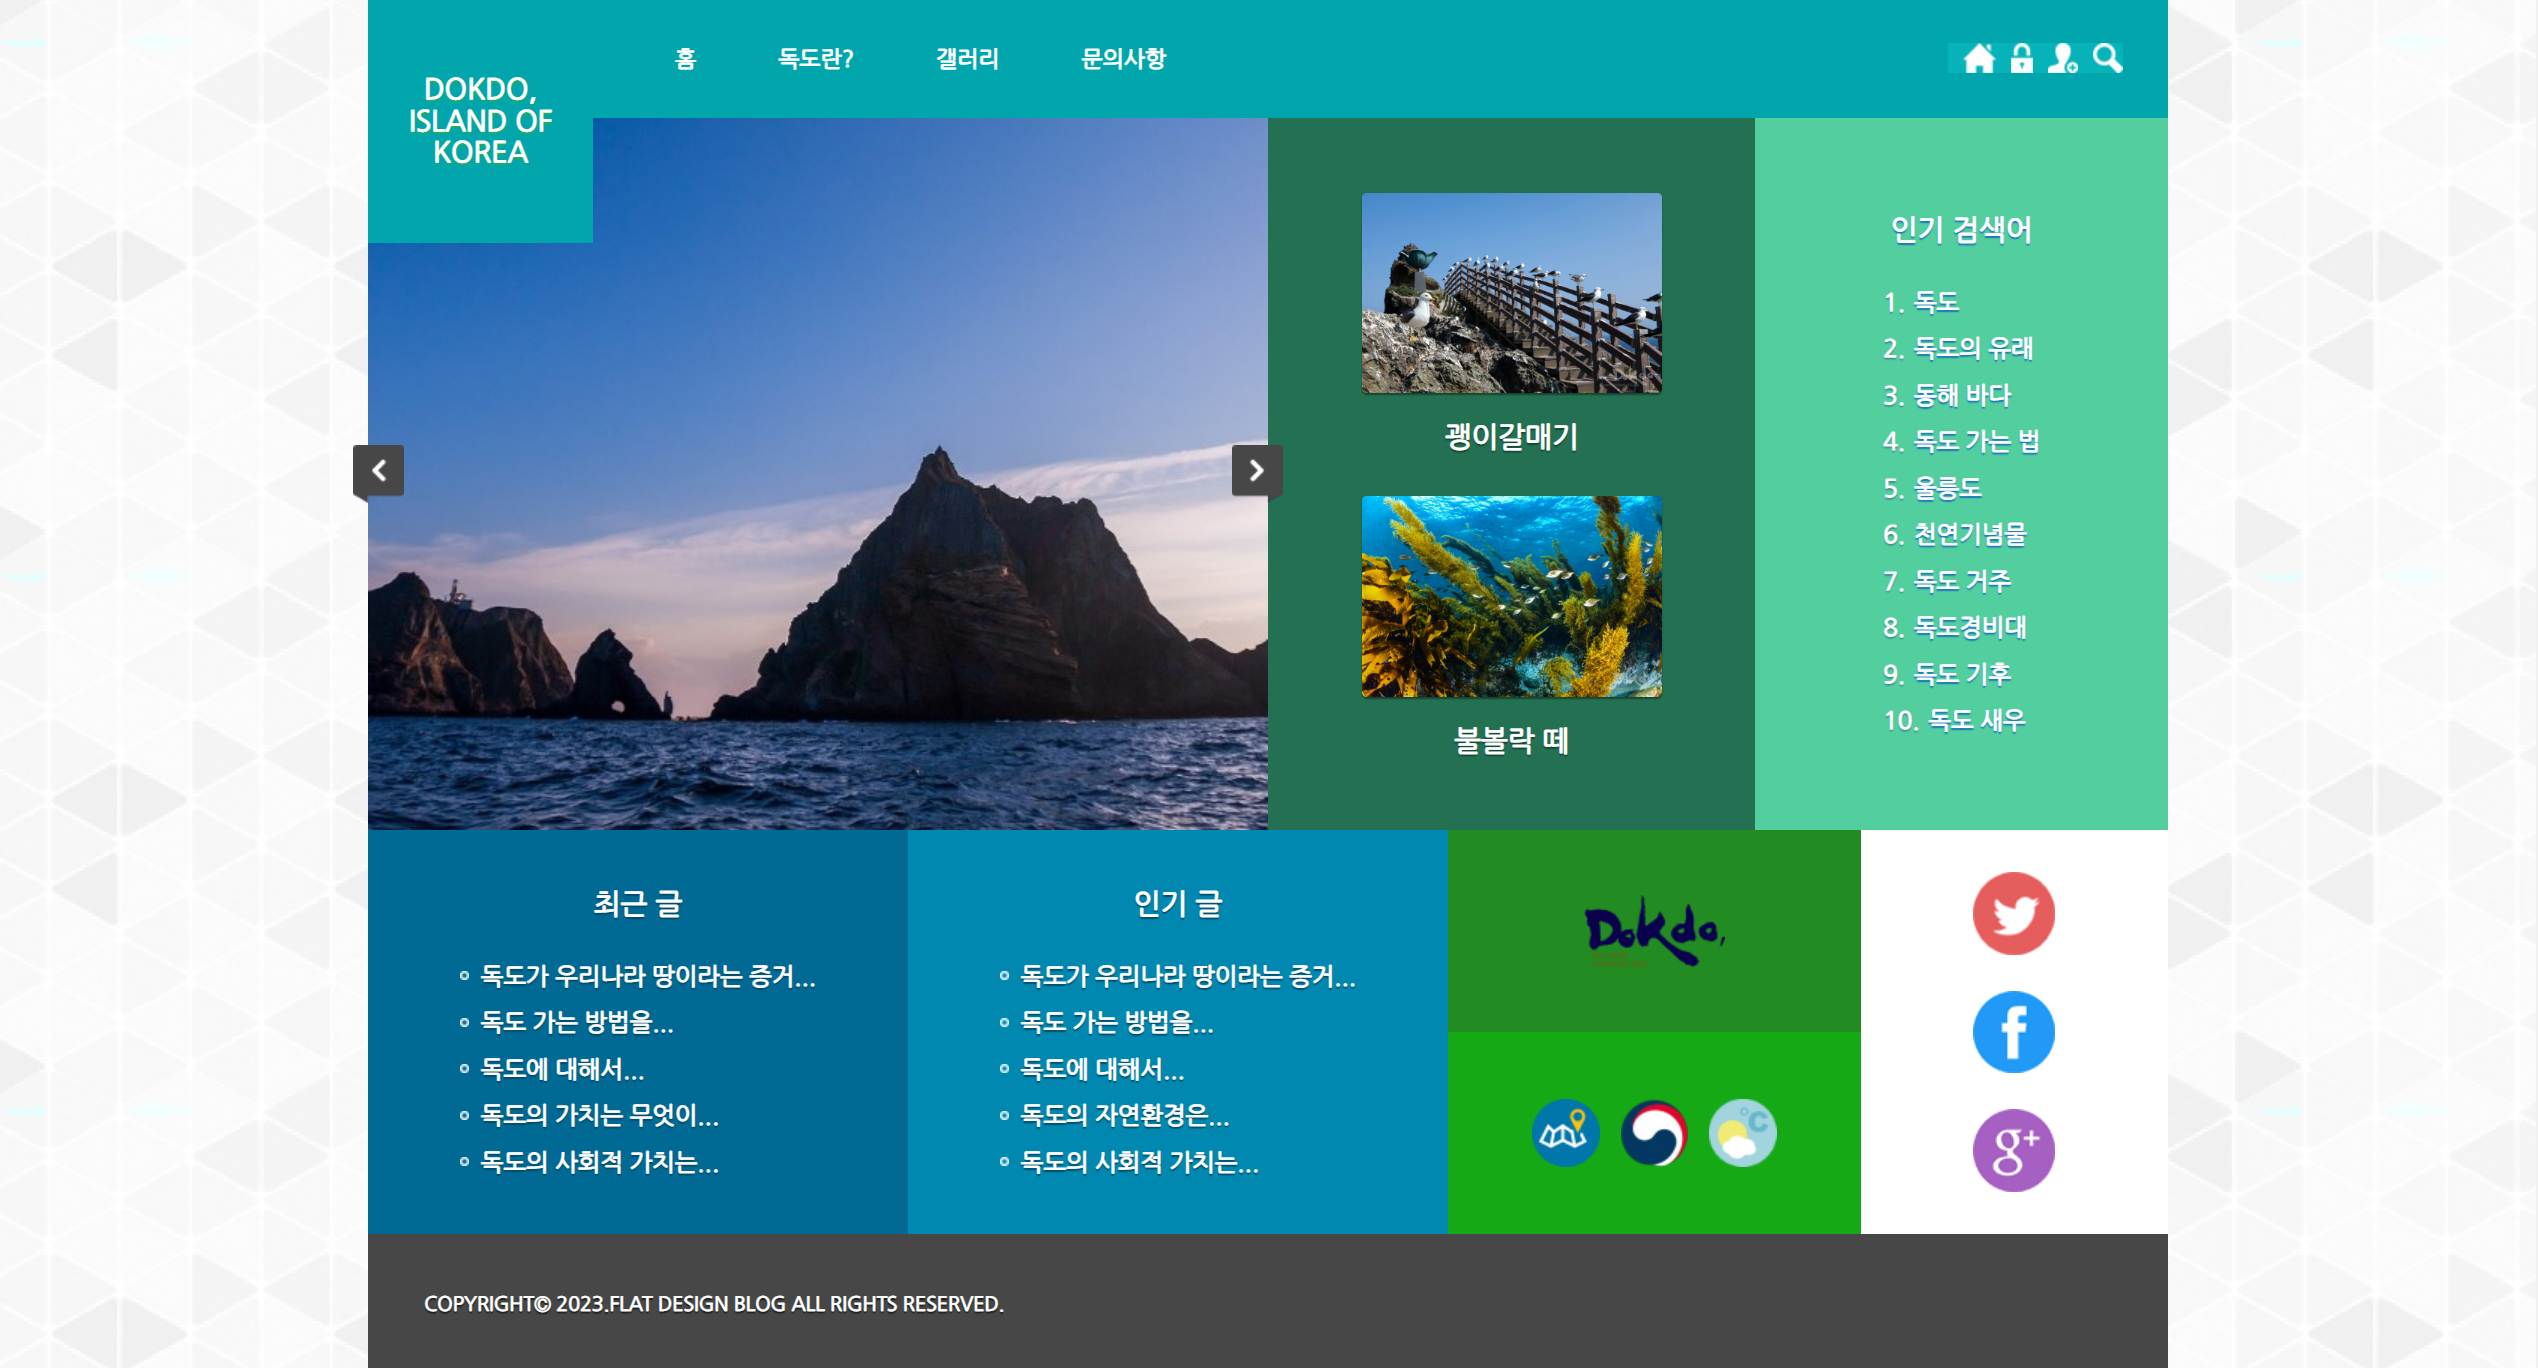 DOKDO,
ISLAND OF
KOREA
홈
독도란?
갤러리
문의사항
괭이갈매기
불볼락 떼
인기 검색어
1. 독도
2. 독도의 유래
3. 동해 바다
4. 독도 가는 법
5. 울릉도
6. 천연기념물
7. 독도 거주
8. 독도경비대
9. 독도 기후
10. 독도 새우
최근 글
독도가 우리나라 땅이라는 증거...
독도 가는 방법을...
독도에 대해서...
독도의 가치는 무엇이...
독도의 사회적 가치는...
인기 글
독도가 우리나라 땅이라는 증거...
독도 가는 방법을...
독도에 대해서...
독도의 자연환경은...
독도의 사회적 가치는...
Dokdo,
°C
f
g+
COPYRIGHT© 2023.FLAT DESIGN BLOG ALL RIGHTS RESERVED.